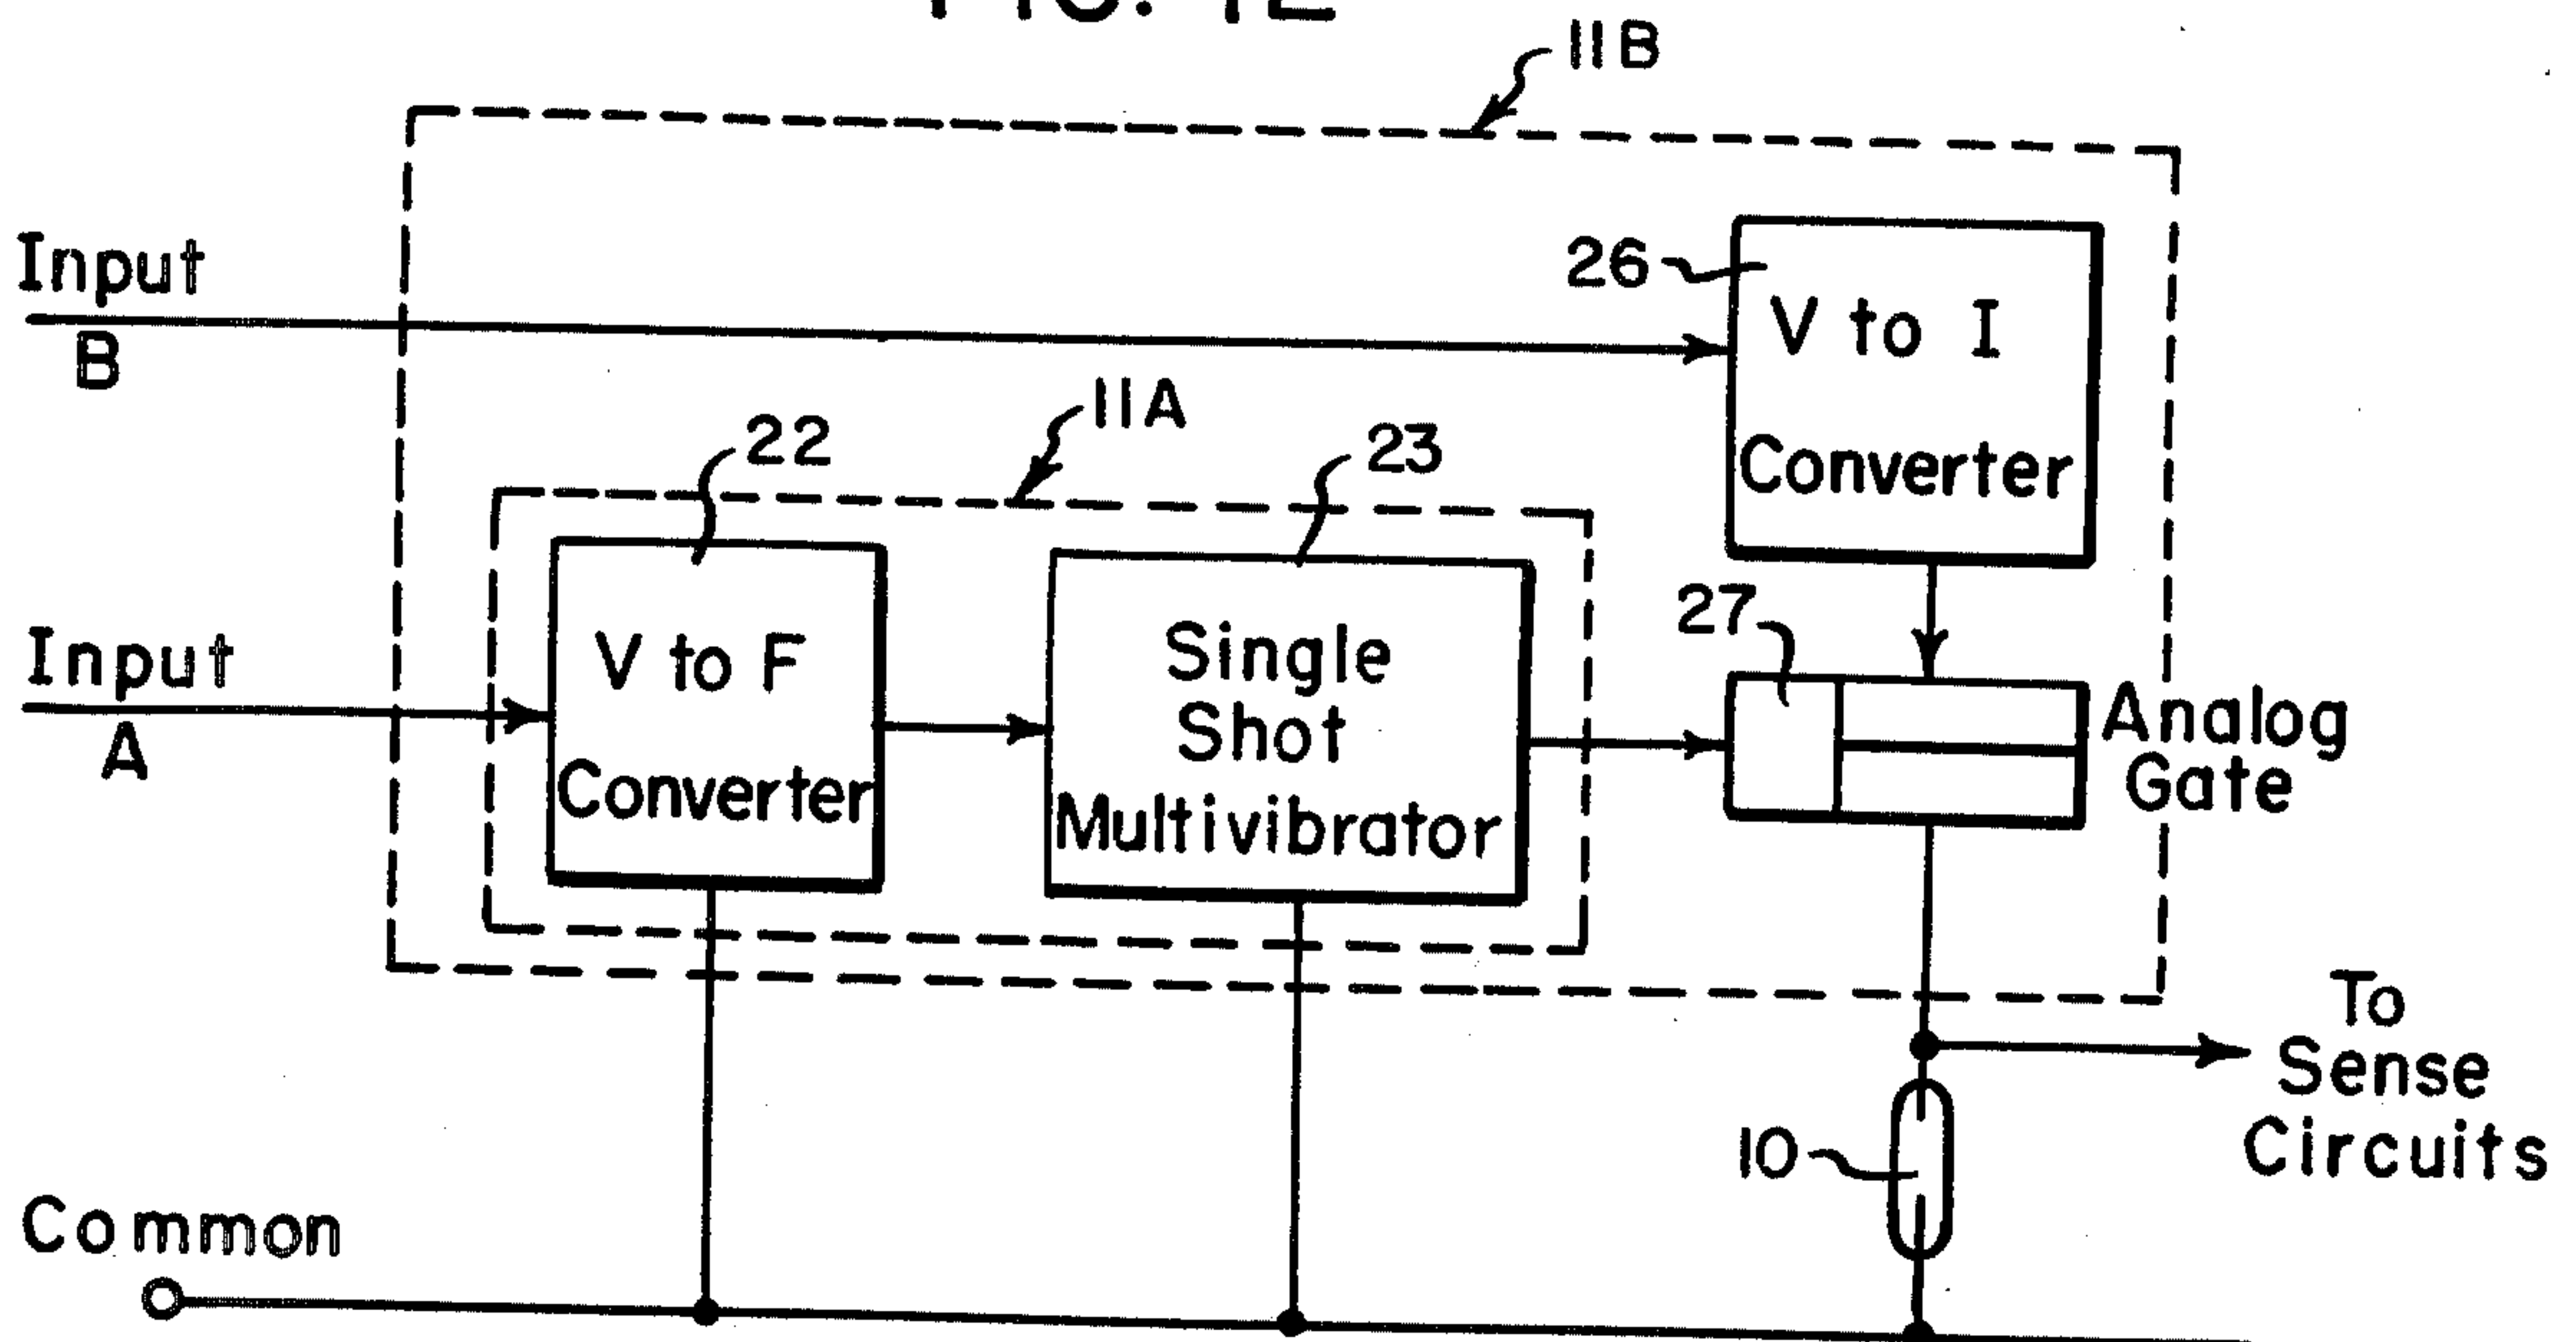 11B
Input
B
26
V to I
Converter
11A
22
23
27
Input
A
V to F
Converter
Single
Shot
Multivibrator
Analog
Gate
To
Sense
Circuits
10
Common